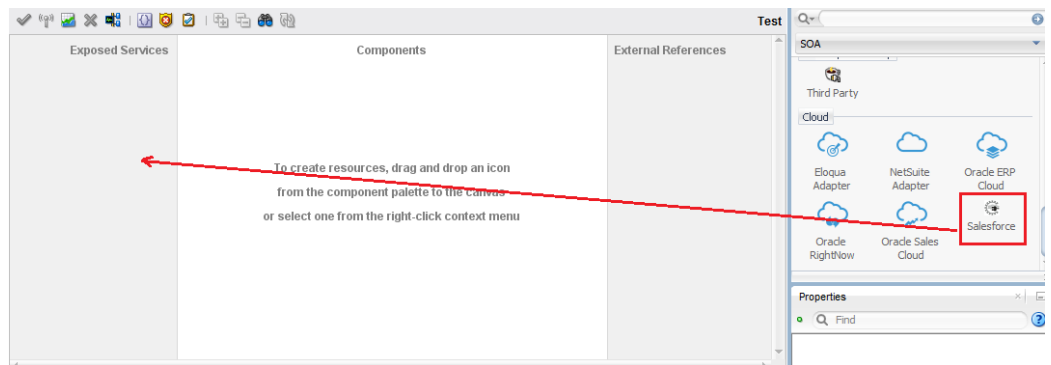 Test
Exposed Services
Components
External References
To create resources, drag and drop an icon
from the component palette to the canvas
or select one from the right-click context menu
SOA
Third Party
Cloud
Eloqua
Adapter
NetSuite
Adapter
Oracle ERP
Cloud
Oracle
RightNow
Oracle Sales
Cloud
Salesforce
Properties
Find